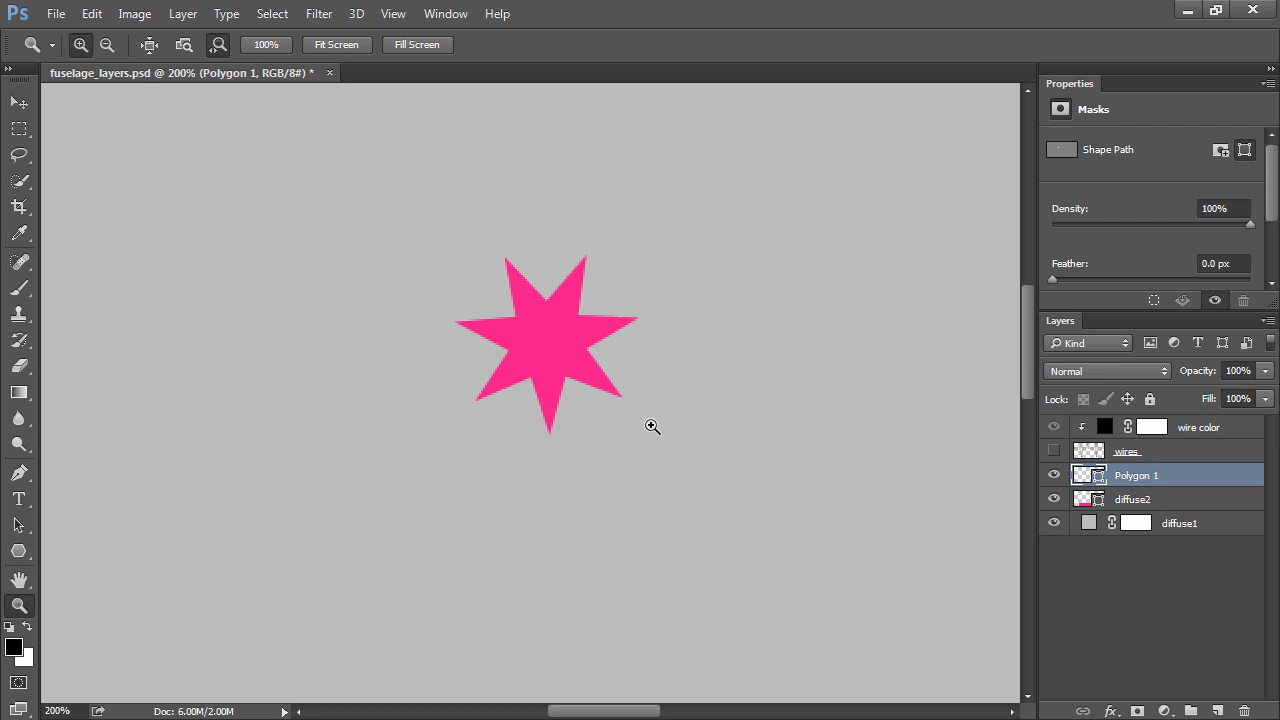 Ps File Edit Image Layer Type Select Filter 3D View Window Help
100% Fit Screen Fill Screen
fuselage_layers.psd @ 200% (Polygon 1, RGB/8#) *
Properties
Masks
Shape Path
Density: 100%
Feather: 0.0 px
Layers
Kind
Normal Opacity: 100%
Lock: Fill: 100%
wire color
wires
Polygon 1
diffuse2
diffuse1
200% Doc: 6.00M/2.00M
fx